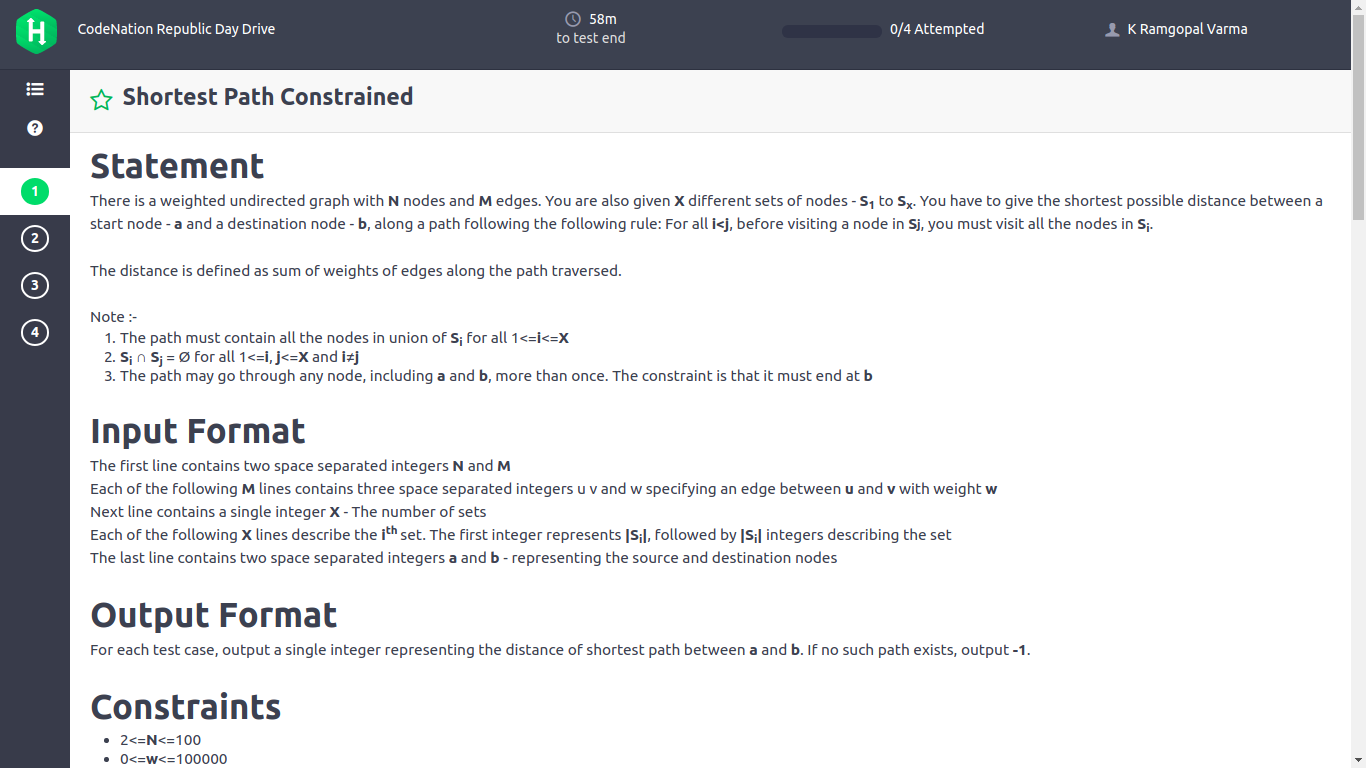 CodeNation Republic Day Drive
58m
to test end
0/4 Attempted
K Ramgopal Varma
Shortest Path Constrained
1
2
3
4
Statement
There is a weighted undirected graph with N nodes and M edges. You are also given X different sets of nodes - S1 to Sx. You have to give the shortest possible distance between a
start node - a and a destination node - b, along a path following the following rule: For all i<j, before visiting a node in Sj, you must visit all the nodes in Si.
The distance is defined as sum of weights of edges along the path traversed.
Note :-
1. The path must contain all the nodes in union of Si for all 1<=i<=X
2. Si ∩ Sj = Ø for all 1<=i, j<=X and i≠j
3. The path may go through any node, including a and b, more than once. The constraint is that it must end at b
Input Format
The first line contains two space separated integers N and M
Each of the following M lines contains three space separated integers u v and w specifying an edge between u and v with weight w
Next line contains a single integer X - The number of sets
Each of the following X lines describe the ith set. The first integer represents |Si|, followed by |Si| integers describing the set
The last line contains two space separated integers a and b - representing the source and destination nodes
Output Format
For each test case, output a single integer representing the distance of shortest path between a and b. If no such path exists, output -1.
Constraints
• 2<=N<=100
• 0<=w<=100000